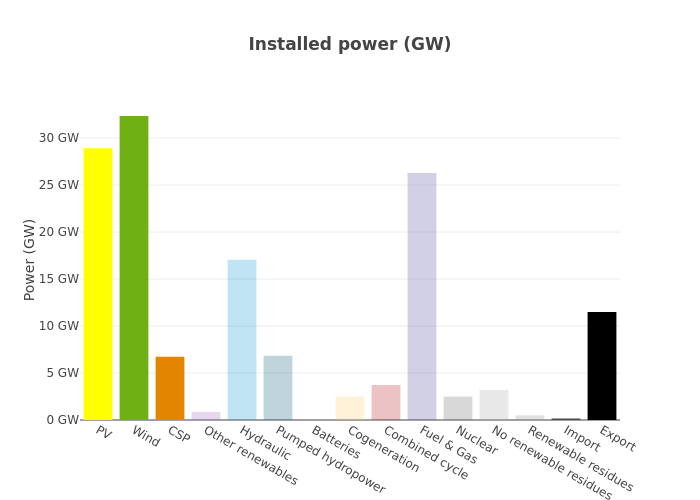 Installed power (GW)
Power (GW)
30 GW
25 GW
20 GW
15 GW
10 GW
5 GW
0 GW
PV
Wind
CSP
Other renewables
Hydraulic
Pumped hydropower
Batteries
Cogeneration
Combined cycle
Fuel & Gas
Nuclear
No renewable residues
Renewable residues
Import
Export